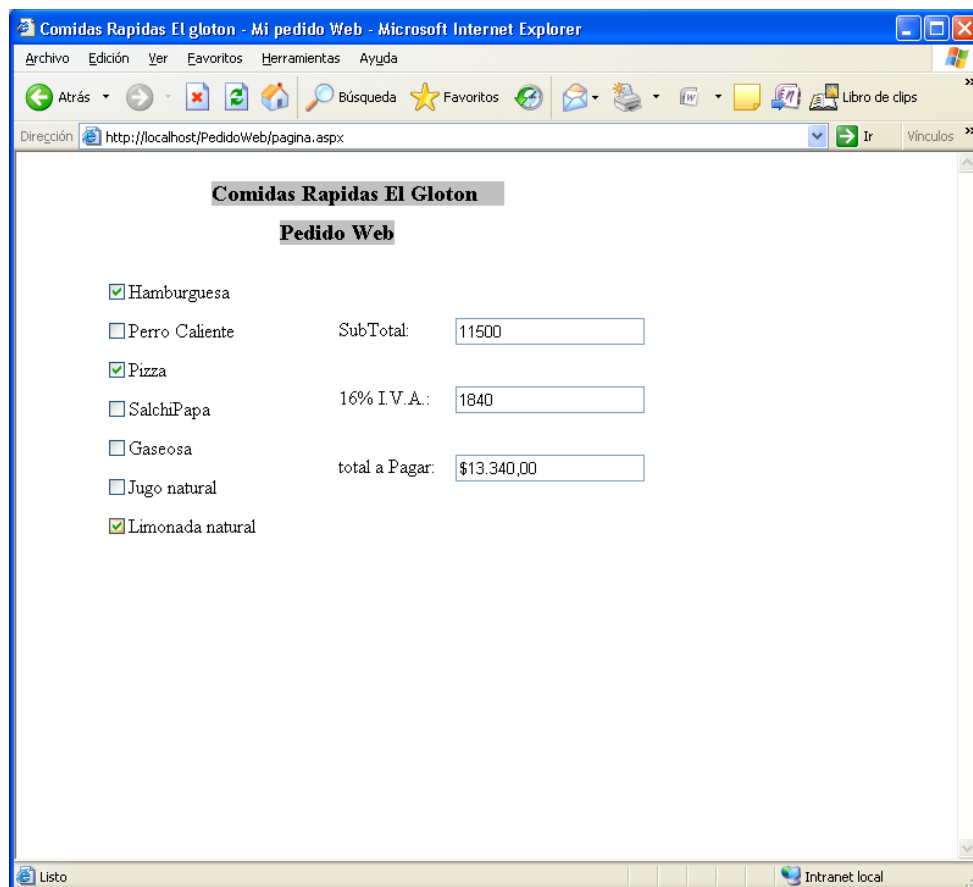 Comidas Rapidas El gloton - Mi pedido Web - Microsoft Internet Explorer
Archivo Edición Ver Favoritos Herramientas Ayuda
Atrás Búsqueda Favoritos Libro de clips »
Dirección http://localhost/PedidoWeb/pagina.aspx Ir Vínculos »
Comidas Rapidas El Gloton
Pedido Web
Hamburguesa
Perro Caliente
Pizza
SalchiPapa
Gaseosa
Jugo natural
Limonada natural
SubTotal: 11500
16% I.V.A.: 1840
total a Pagar: $13.340,00
Listo Intranet local